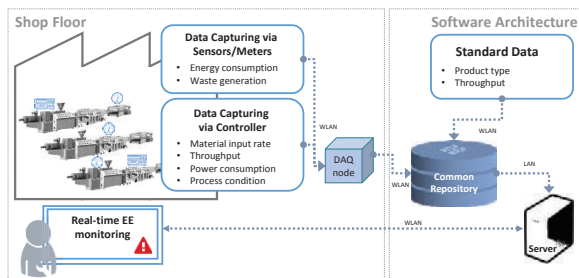 Shop Floor
Software Architecture
Data Capturing via
Sensors/Meters
• Energy consumption
• Waste generation
Data Capturing
via Controller
• Material input rate
• Throughput
• Power consumption
• Process condition
Standard Data
• Product type
• Throughput
WLAN
WLAN
DAQ
node
WLAN
Common
Repository
LAN
Real-time EE
monitoring
WLAN
Server